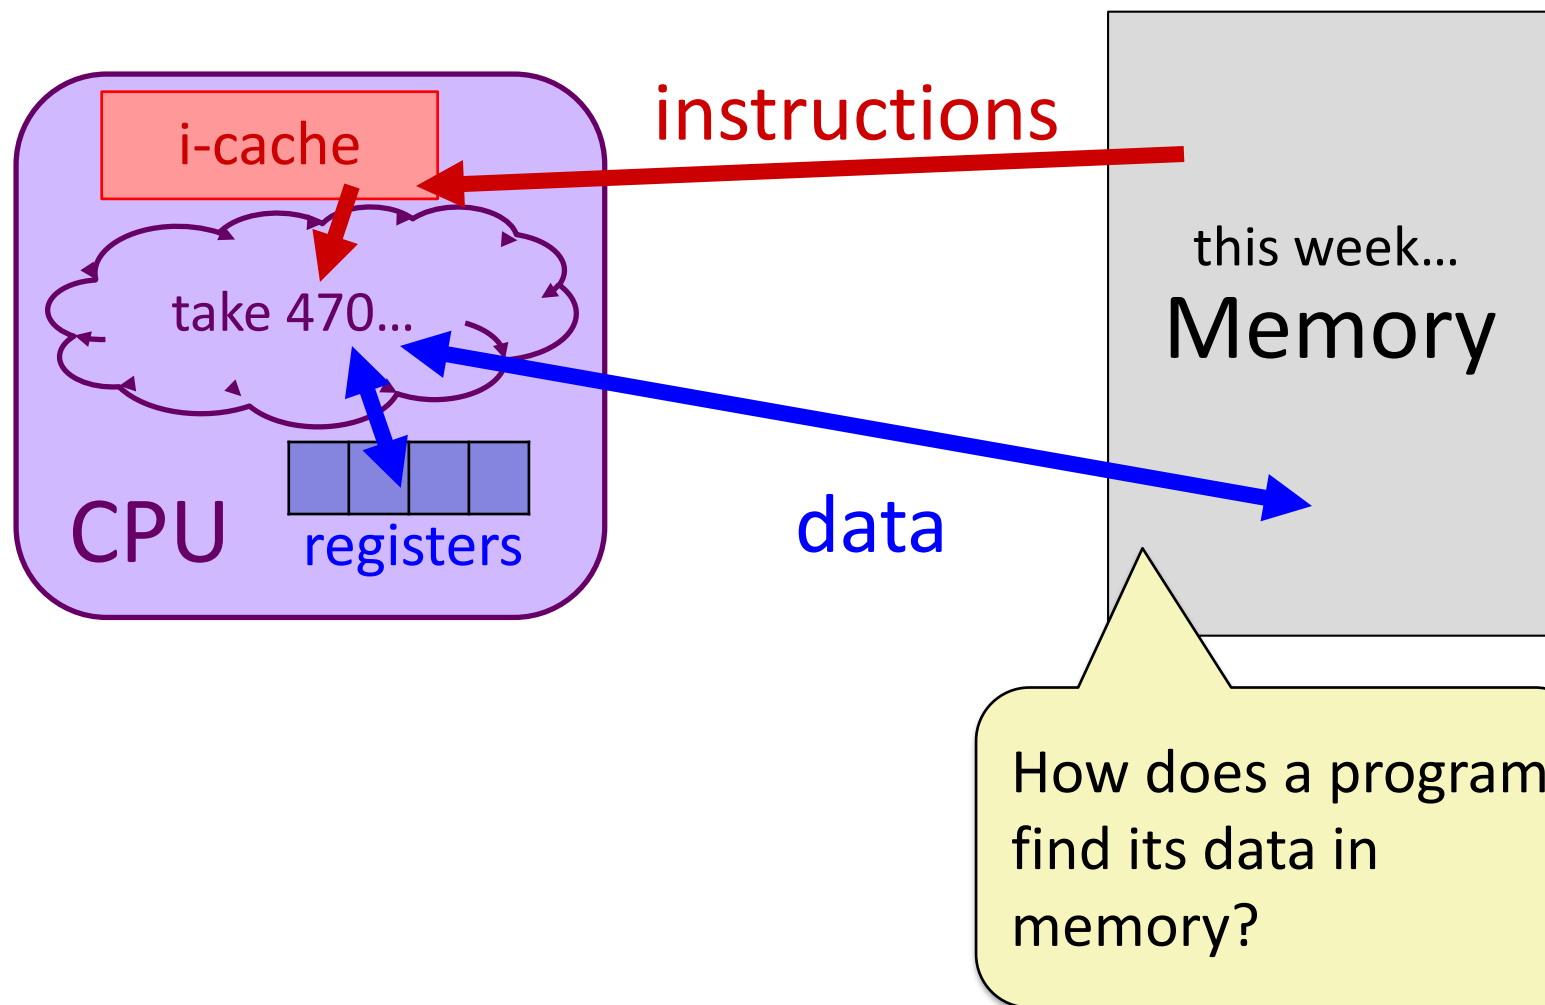 i-cache
instructions
this week...
take 470...
Memory
CPU
registers
data
How does a program
find its data in
memory?